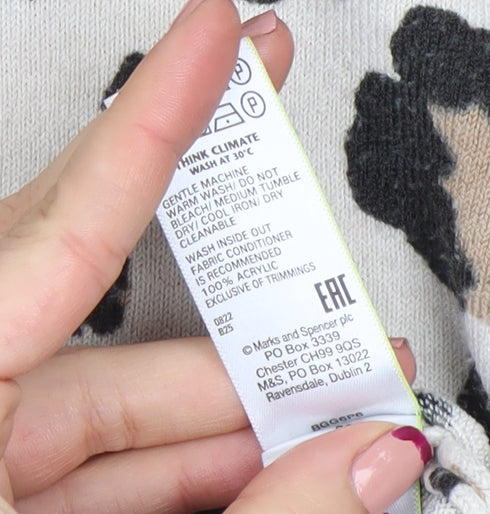 P
P
THINK CLIMATE
WASH AT 30°C
GENTLE MACHINE
WARM WASH/ DO NOT
BLEACH/ MEDIUM TUMBLE
DRY/ COOL IRON/ DRY
CLEANABLE
WASH INSIDE OUT
FABRIC CONDITIONER
IS RECOMMENDED
100% ACRYLIC
EXCLUSIVE OF TRIMMINGS
0822
B25
EAC
© Marks and Spencer plc
PO Box 3339
Chester CH99 9QS
M&S, PO Box 13022
Ravensdale, Dublin 2